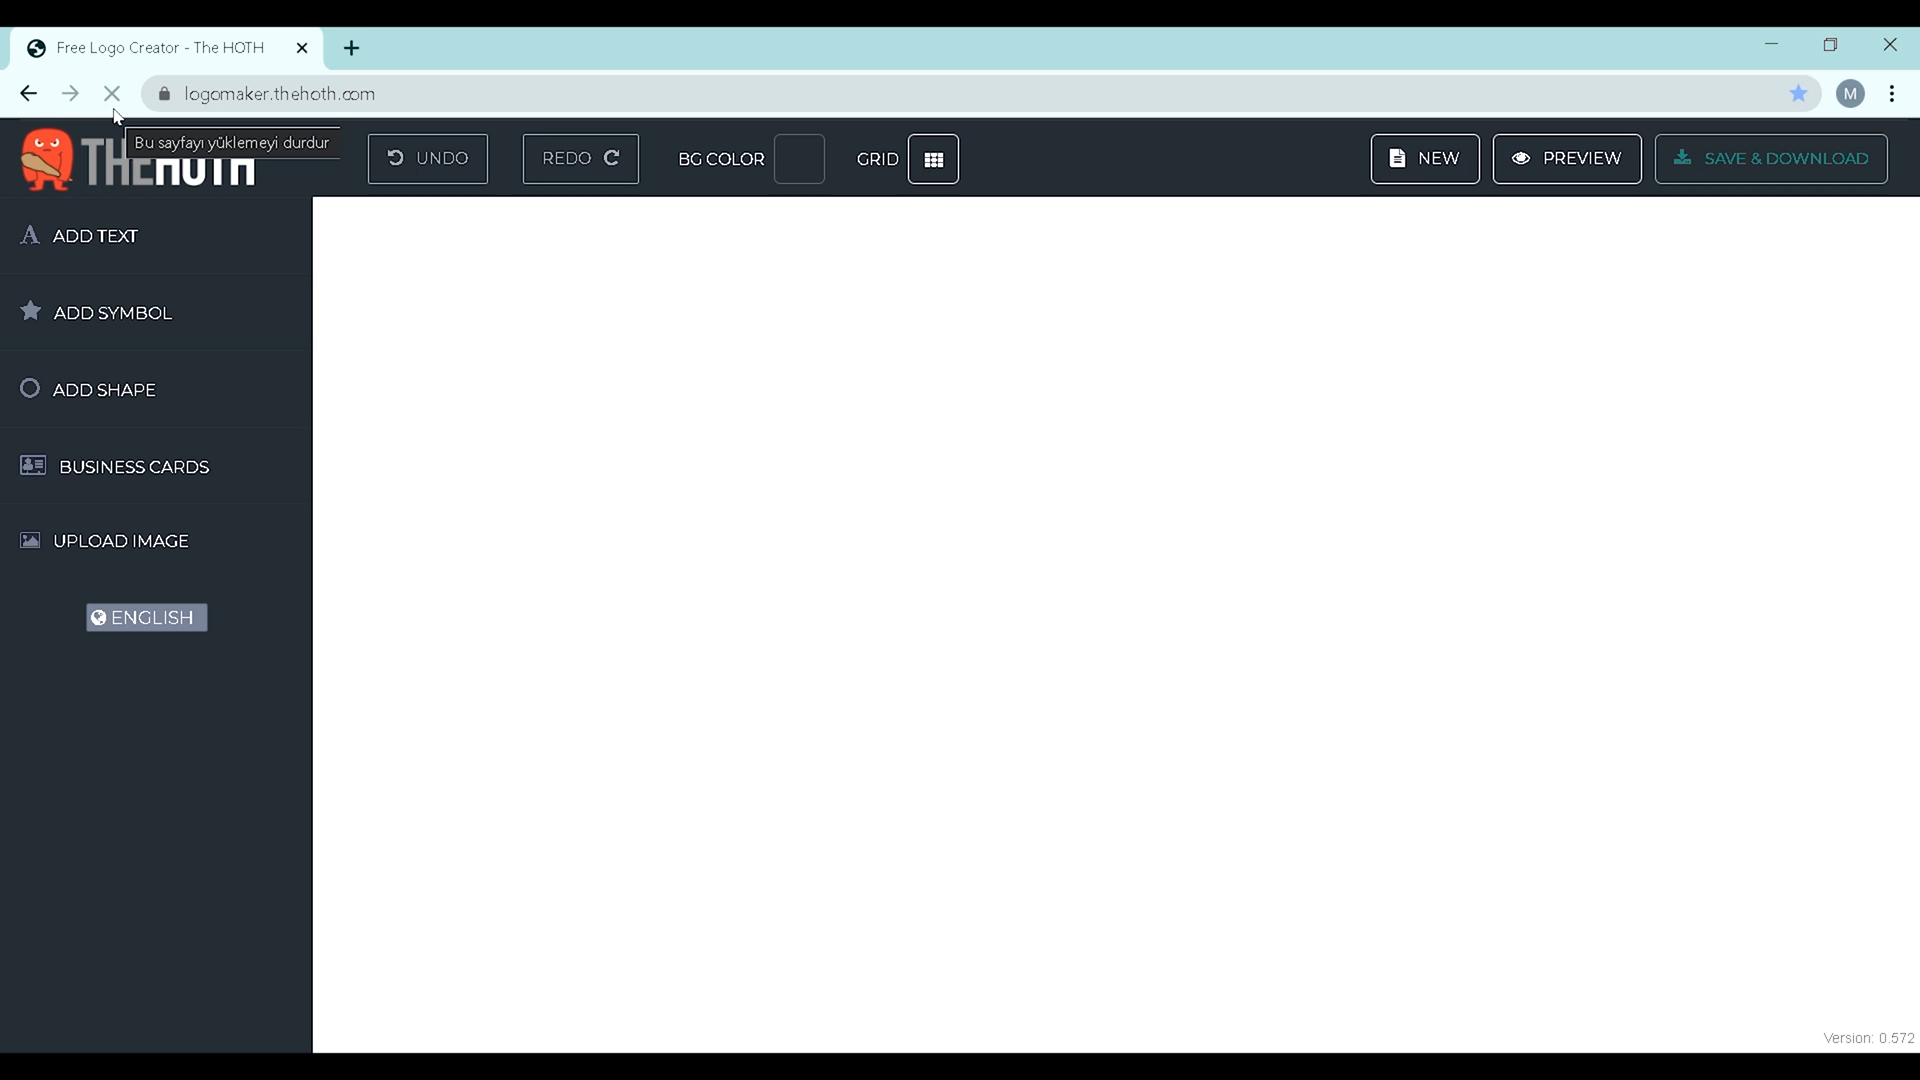 Free Logo Creator - The HOTH
logomaker.thehoth.com
M
Bu sayfayı yüklemeyi durdur
THEHOTH
UNDO
REDO
BG COLOR
GRID
NEW
PREVIEW
SAVE & DOWNLOAD
ADD TEXT
ADD SYMBOL
ADD SHAPE
BUSINESS CARDS
UPLOAD IMAGE
ENGLISH
Version: 0.572